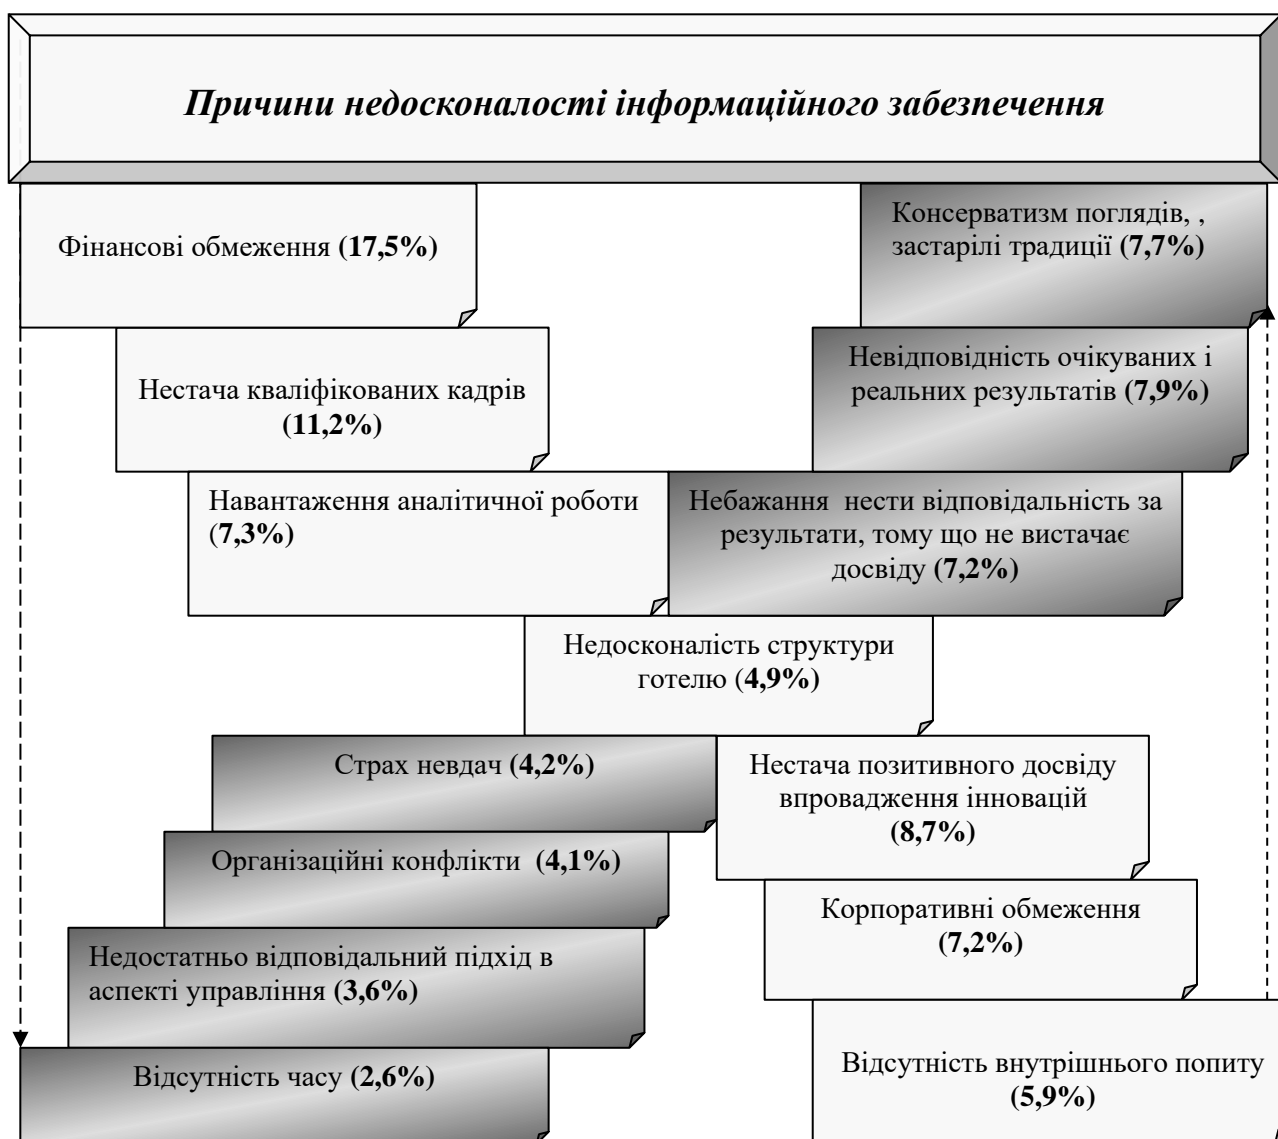 Причини недосконалості інформаційного забезпечення
Фінансові обмеження (17,5%)
Консерватизм поглядів, ,
застарілі традиції (7,7%)
Нестача кваліфікованих кадрів
(11,2%)
Невідповідність очікуваних і
реальних результатів (7,9%)
Навантаження аналітичної роботи
(7,3%)
Небажання  нести відповідальність за
результати, тому що не вистачає
досвіду (7,2%)
Недосконалість структури
готелю (4,9%)
Страх невдач (4,2%)
Нестача позитивного досвіду
впровадження інновацій
(8,7%)
Організаційні конфлікти  (4,1%)
Корпоративні обмеження
(7,2%)
Недостатньо відповідальний підхід в
аспекті управління (3,6%)
Відсутність часу (2,6%)
Відсутність внутрішнього попиту
(5,9%)